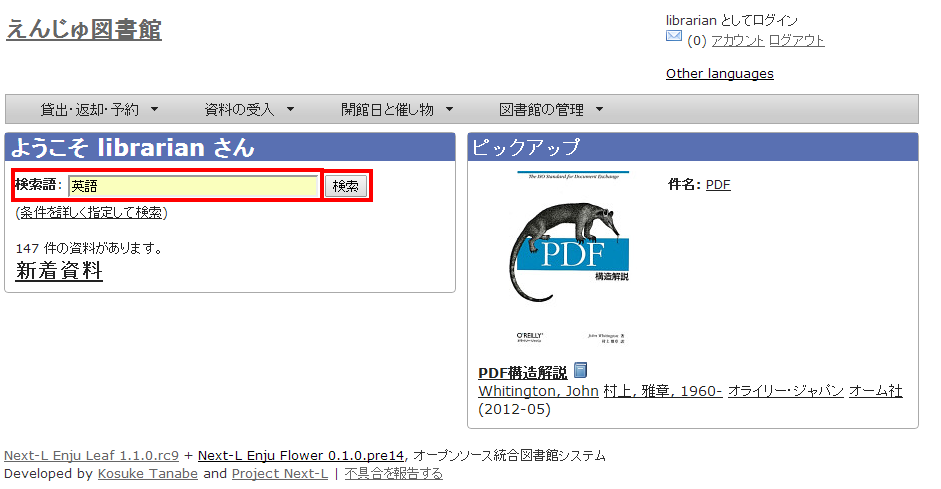 えんじゅ図書館
librarian としてログイン
(0) アカウント ログアウト
Other languages
貸出・返却・予約 資料の受入 開館日と催し物 図書館の管理
ようこそ librarian さん
検索語: 英語 検索
(条件を詳しく指定して検索)
147 件の資料があります。
新着資料
ピックアップ
The ISO Standard for Document Exchange
PDF
構造解説
O'REILLY
オライリー・ジャパン
John Whitington 著
村上 雅章 訳
件名: PDF
PDF構造解説
Whitington, John 村上, 雅章, 1960- オライリー・ジャパン オーム社
(2012-05)
Next-L Enju Leaf 1.1.0.rc9 + Next-L Enju Flower 0.1.0.pre14, オープンソース統合図書館システム
Developed by Kosuke Tanabe and Project Next-L | 不具合を報告する